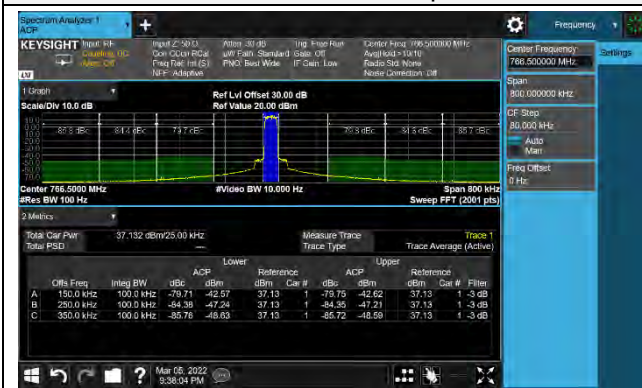 Spectrum Analyzer 1
ACP
Frequency
KEYSIGHT Input: RF
Coupling: DC
Align: Off
Input Z: 50 Ω
Corr CCorr RCal
Freq Ref: Int (S)
NFE: Adaptive
Atten: 30 dB
µW Path: Standard
PNO: Best Wide
Trig: Free Run
Gate: Off
IF Gain: Low
Center Freq: 766.500000 MHz
Avg|Hold:>10/10
Radio Std: None
Noise Correction: Off
Center Frequency
766.500000 MHz
Settings
Span
800.000000 kHz
CF Step
80.000 kHz
Auto
Man
Freq Offset
0 Hz
1 Graph
Scale/Div 10.0 dB
Ref Lvl Offset 30.00 dB
Ref Value 20.00 dBm
Center 766.5000 MHz
#Res BW 100 Hz
#Video BW 10.000 Hz
Span 800 kHz
Sweep FFT (2001 pts)
2 Metrics
Total Car Pwr 37.132 dBm/25.00 kHz
Total PSD ---
Measure Trace Trace 1
Trace Type Trace Average (Active)
Lower Upper
ACP Reference ACP Reference
Offs Freq Integ BW dBc dBm dBm Car # dBc dBm dBm Car # Filter
A 150.0 kHz 100.0 kHz -79.71 -42.57 37.13 1 -79.75 -42.62 37.13 1 -3 dB
B 250.0 kHz 100.0 kHz -84.38 -47.24 37.13 1 -84.35 -47.21 37.13 1 -3 dB
C 350.0 kHz 100.0 kHz -85.76 -48.63 37.13 1 -85.72 -48.59 37.13 1 -3 dB
Mar 05, 2022
9:38:04 PM